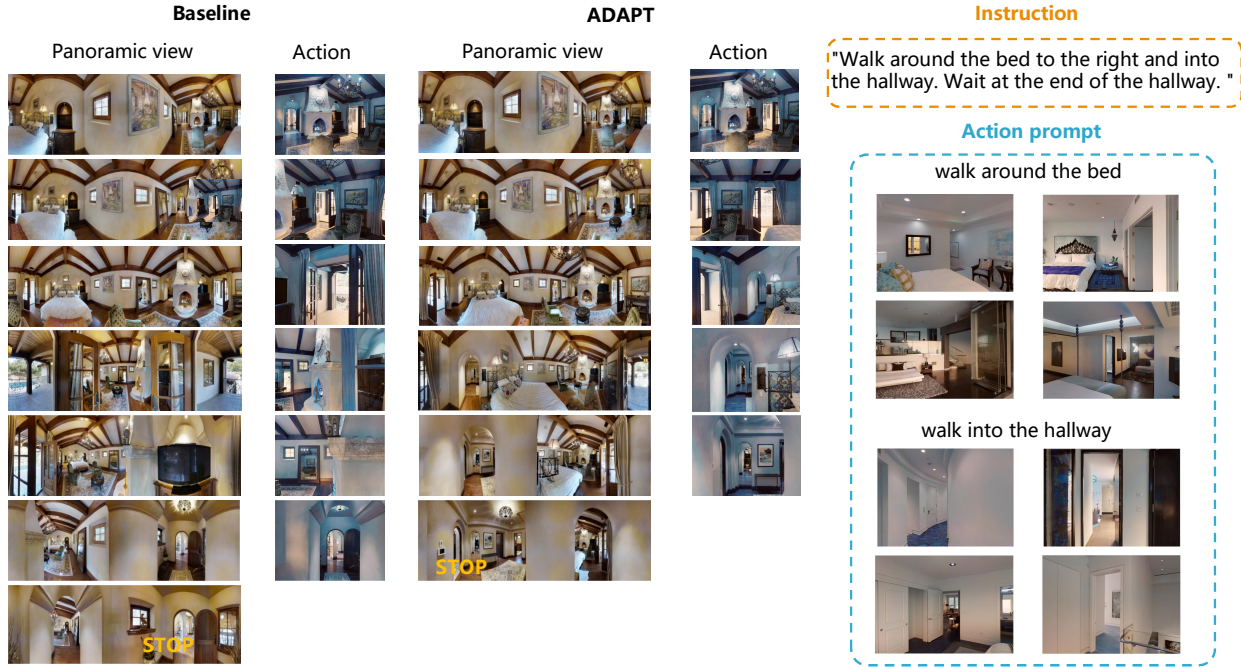 Baseline
ADAPT
Instruction
Panoramic view
Action
Panoramic view
Action
"Walk around the bed to the right and into
the hallway. Wait at the end of the hallway. "
Action prompt
walk around the bed
walk into the hallway
STOP
STOP